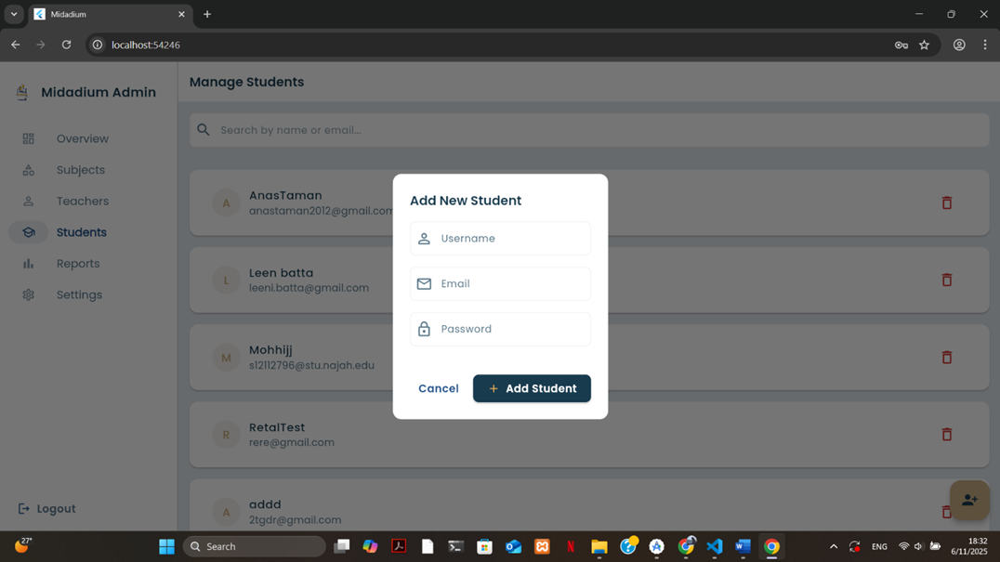 Midadium
localhost:54246
Midadium Admin
Overview
Subjects
Teachers
Students
Reports
Settings
Logout
Manage Students
Search by name or email...
A
AnasTaman
anastaman2012@gmail.com
L
Leen batta
leeni.batta@gmail.com
M
Mohhijj
s12112796@stu.najah.edu
R
RetalTest
rere@gmail.com
A
addd
2tgdr@gmail.com
Add New Student
Username
Email
Password
Cancel
+ Add Student
27°
Search
ENG
18:32
6/11/2025